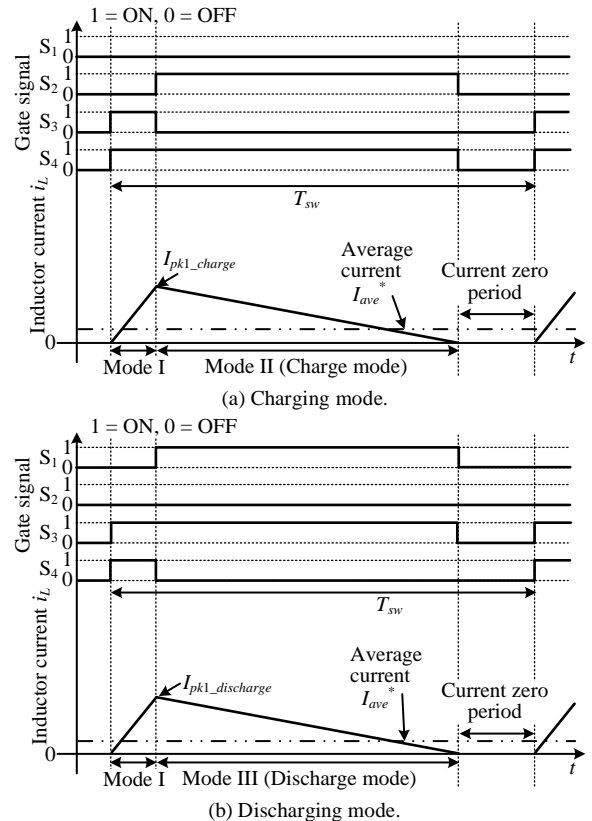 1 = ON, 0 = OFF
Gate signal
S1 1
0
S2 1
0
S3 1
0
S4 1
0
Tsw
Inductor current iL
Ipk1_charge
Average current Iave*
Current zero period
0
t
Mode I
Mode II (Charge mode)
(a) Charging mode.
1 = ON, 0 = OFF
Gate signal
S1 1
0
S2 1
0
S3 1
0
S4 1
0
Tsw
Inductor current iL
Ipk1_discharge
Average current Iave*
Current zero period
0
t
Mode I
Mode III (Discharge mode)
(b) Discharging mode.